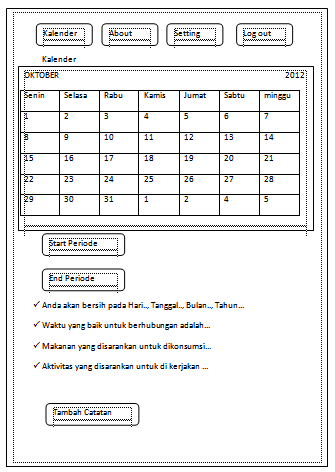 Kalender About Setting Log out
Kalender
OKTOBER 2012
Senin Selasa Rabu Kamis Jumat Sabtu minggu
1 2 3 4 5 6 7
8 9 10 11 12 13 14
15 16 17 18 19 20 21
22 23 24 25 26 27 28
29 30 31 1 2 4 5
Start Periode
End Periode
✓ Anda akan bersih pada Hari.., Tanggal.., Bulan.., Tahun...
✓ Waktu yang baik untuk berhubungan adalah...
✓ Makanan yang disarankan untuk dikonsumsi...
✓ Aktivitas yang disarankan untuk di kerjakan ...
Tambah Catatan